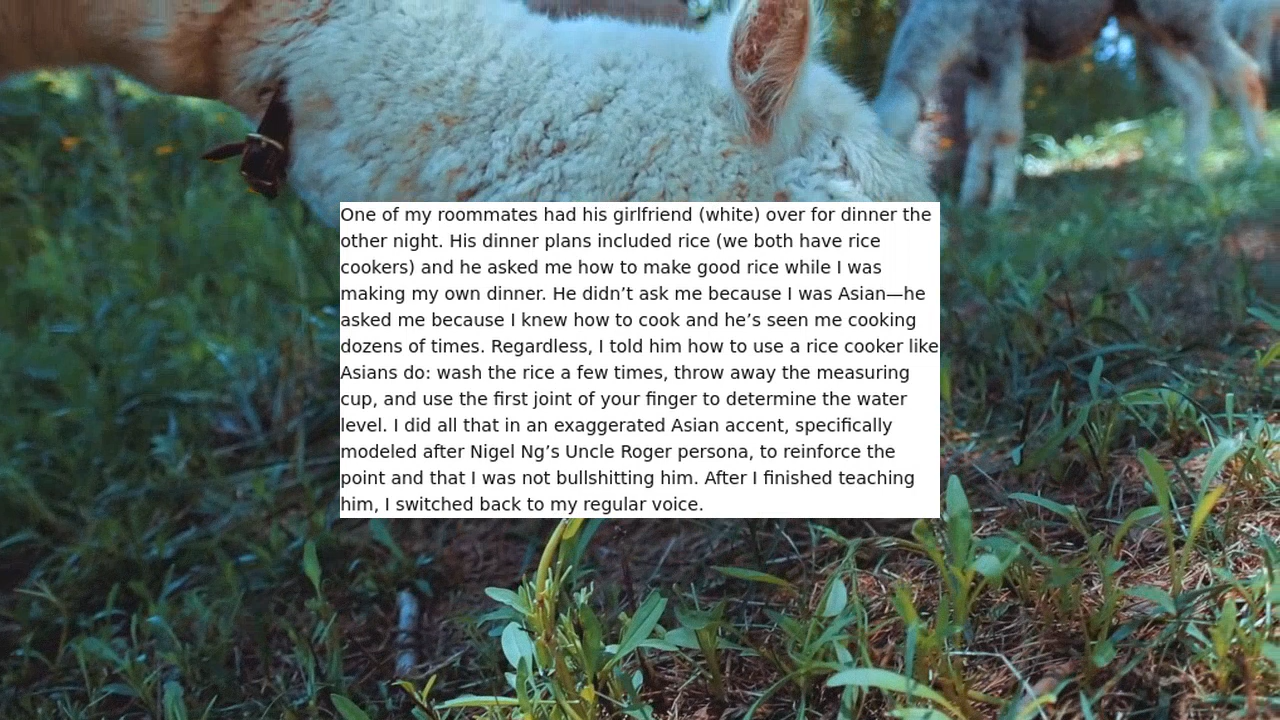 One of my roommates had his girlfriend (white) over for dinner the
other night. His dinner plans included rice (we both have rice
cookers) and he asked me how to make good rice while I was
making my own dinner. He didn’t ask me because I was Asian—he
asked me because I knew how to cook and he’s seen me cooking
dozens of times. Regardless, I told him how to use a rice cooker like
Asians do: wash the rice a few times, throw away the measuring
cup, and use the first joint of your finger to determine the water
level. I did all that in an exaggerated Asian accent, specifically
modeled after Nigel Ng’s Uncle Roger persona, to reinforce the
point and that I was not bullshitting him. After I finished teaching
him, I switched back to my regular voice.